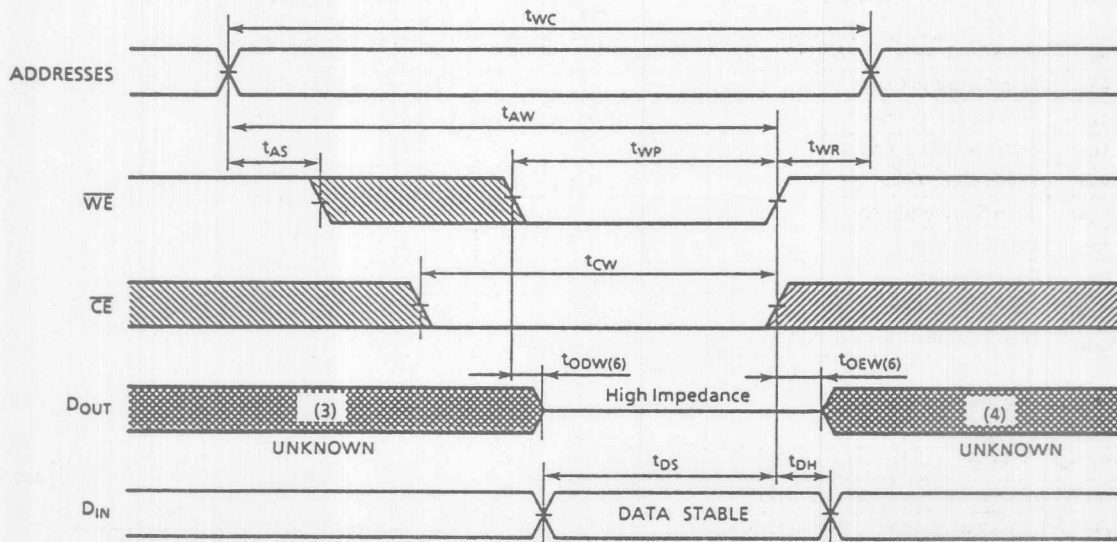 tWC
ADDRESSES
tAW
tAS
tWP
tWR
WE
tCW
CE
tODW(6)
tOEW(6)
High Impedance
DOUT
(3)
(4)
UNKNOWN
UNKNOWN
tDS
tDH
DIN
DATA STABLE